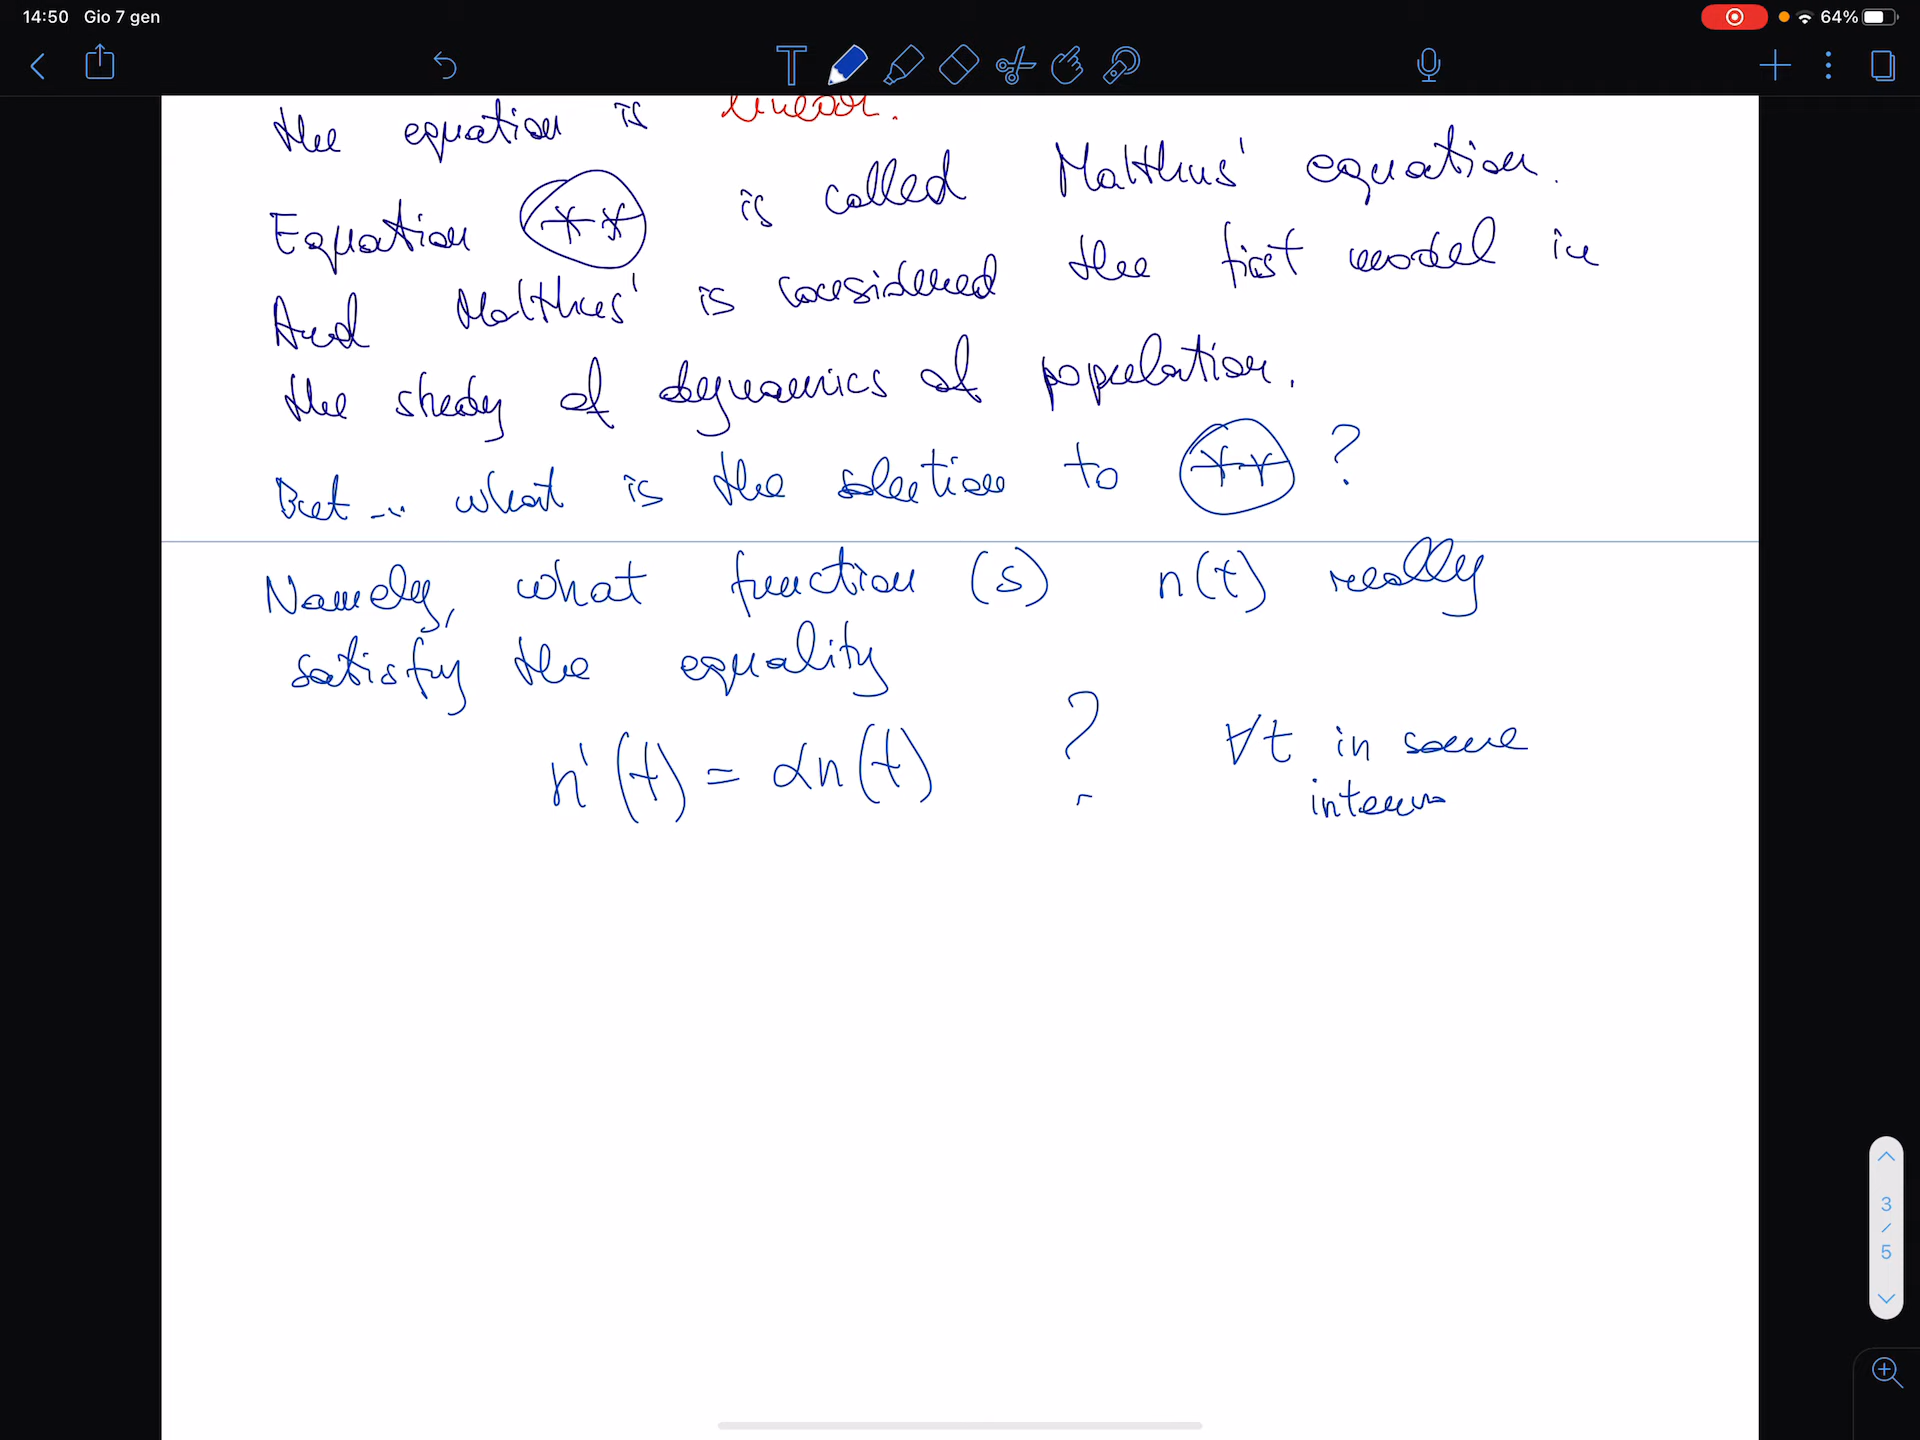 14:50 Gio 7 gen 64%
the equation is linear.
Equation ** is called Malthus' equation.
And Malthus' is considered the first model in
the study of dynamics of population.
But ... what is the solution to ** ?
Namely, what function (s) n(t) really
satisfy the equality
n'(t) = αn(t) ? ∀t in some
interv
3
/
5